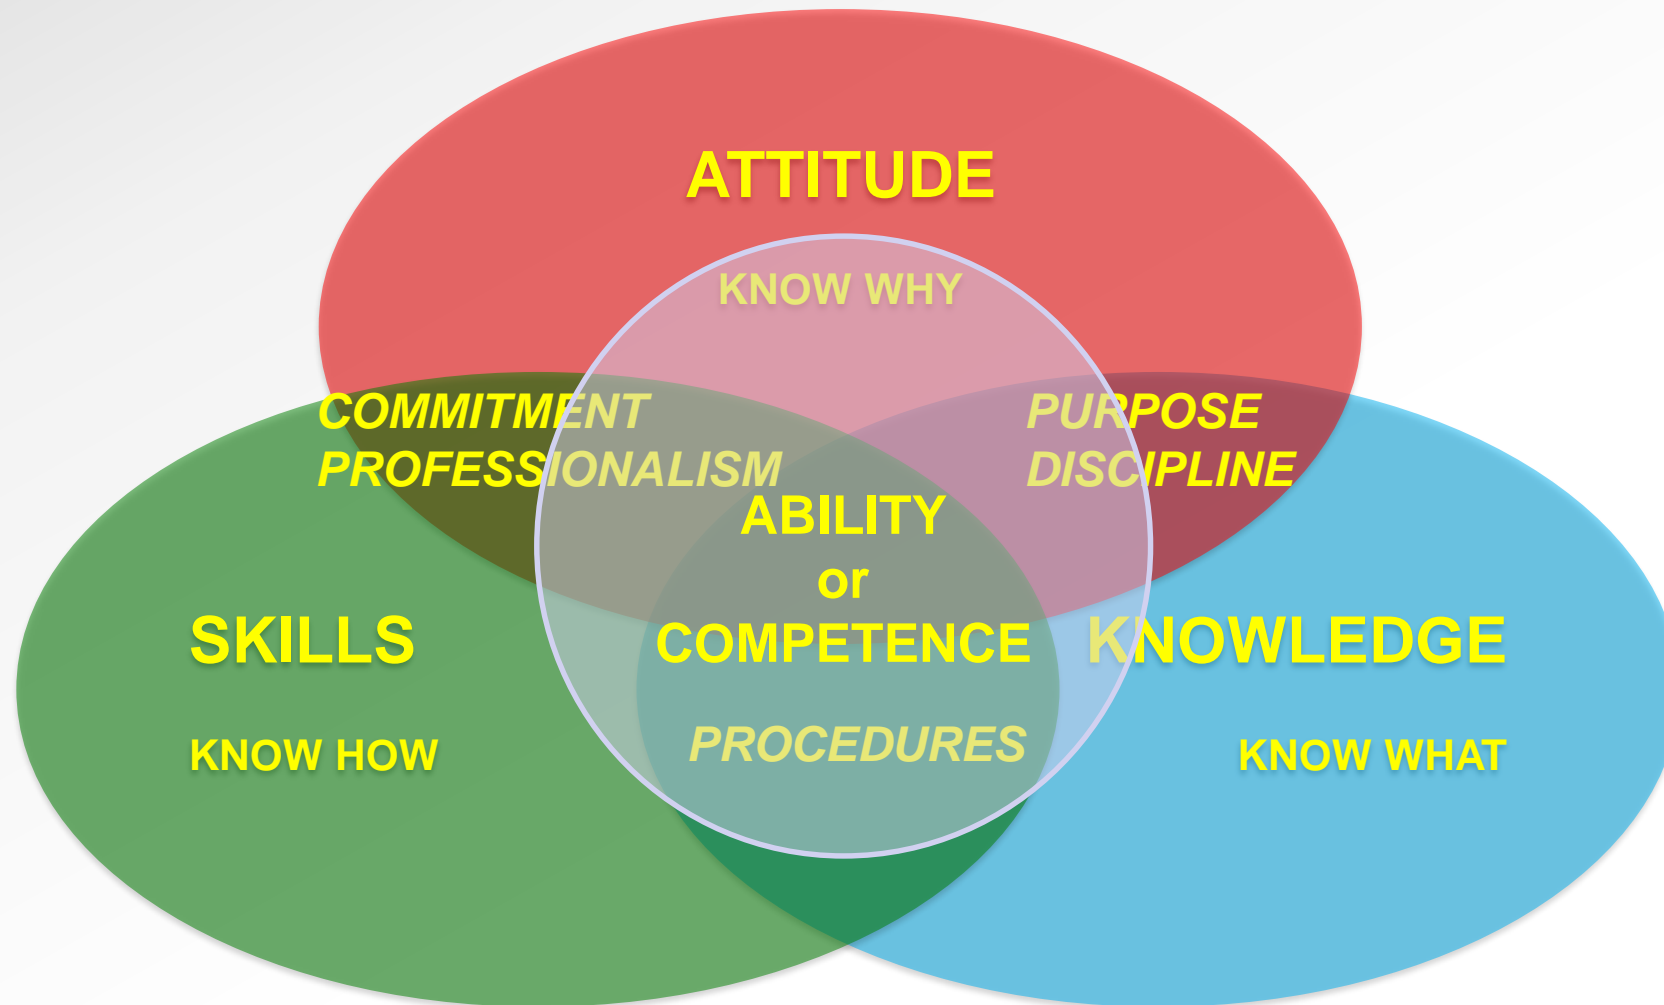 ATTITUDE
KNOW WHY
COMMITMENT
PROFESSIONALISM
PURPOSE
DISCIPLINE
ABILITY
or
COMPETENCE
SKILLS
KNOWLEDGE
PROCEDURES
KNOW HOW
KNOW WHAT